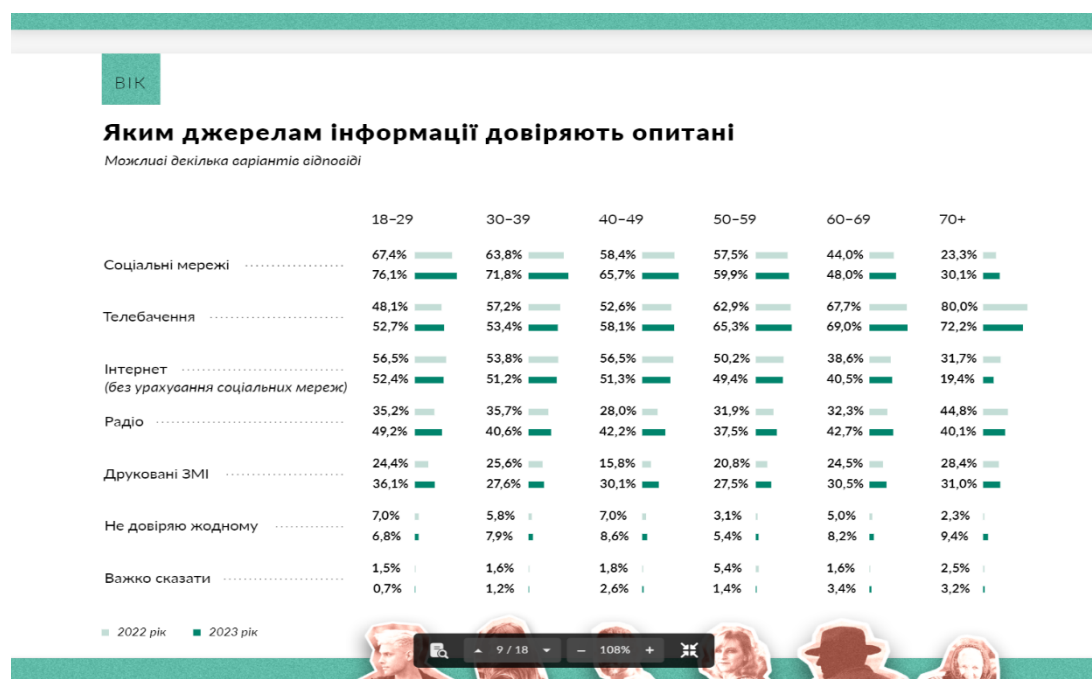 ВІК
Яким джерелам інформації довіряють опитані
Можливі декілька варіантів відповіді
18–29 30–39 40–49 50–59 60–69 70+
67,4% 63,8% 58,4% 57,5% 44,0% 23,3%
Соціальні мережі
76,1% 71,8% 65,7% 59,9% 48,0% 30,1%
48,1% 57,2% 52,6% 62,9% 67,7% 80,0%
Телебачення
52,7% 53,4% 58,1% 65,3% 69,0% 72,2%
56,5% 53,8% 56,5% 50,2% 38,6% 31,7%
Інтернет
52,4% 51,2% 51,3% 49,4% 40,5% 19,4%
(без урахування соціальних мереж)
35,2% 35,7% 28,0% 31,9% 32,3% 44,8%
Радіо
49,2% 40,6% 42,2% 37,5% 42,7% 40,1%
24,4% 25,6% 15,8% 20,8% 24,5% 28,4%
Друковані ЗМІ
36,1% 27,6% 30,1% 27,5% 30,5% 31,0%
7,0% 5,8% 7,0% 3,1% 5,0% 2,3%
Не довіряю жодному
6,8% 7,9% 8,6% 5,4% 8,2% 9,4%
1,5% 1,6% 1,8% 5,4% 1,6% 2,5%
Важко сказати
0,7% 1,2% 2,6% 1,4% 3,4% 3,2%
2022 рік 2023 рік
9 / 18 − 108% +